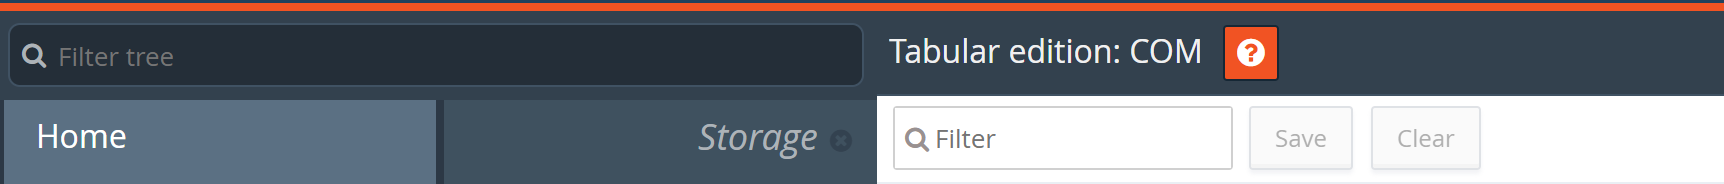 Filter tree
Tabular edition: COM
Home
Storage
Filter
Save
Clear